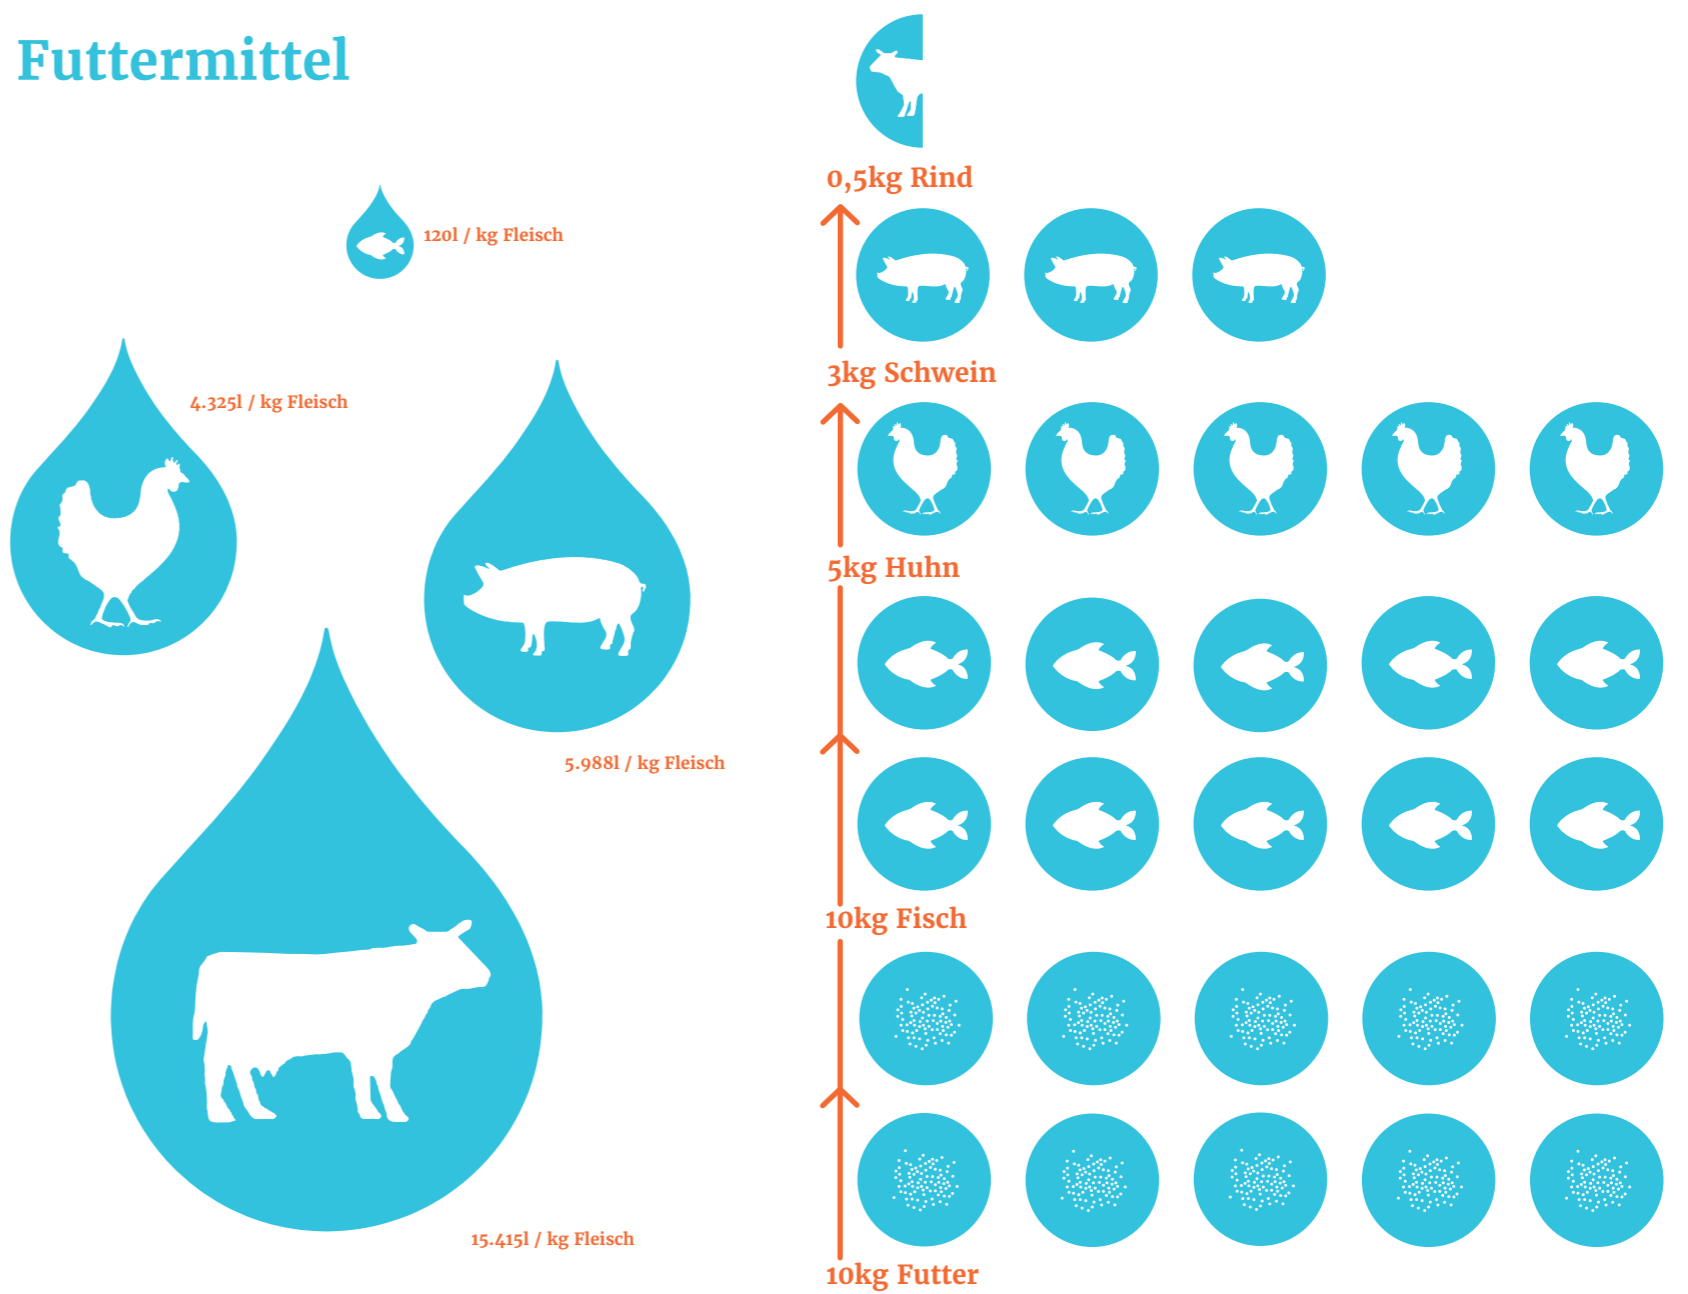 Futtermittel
120l / kg Fleisch
4.325l / kg Fleisch
5.988l / kg Fleisch
15.415l / kg Fleisch
0,5kg Rind
3kg Schwein
5kg Huhn
10kg Fisch
10kg Futter